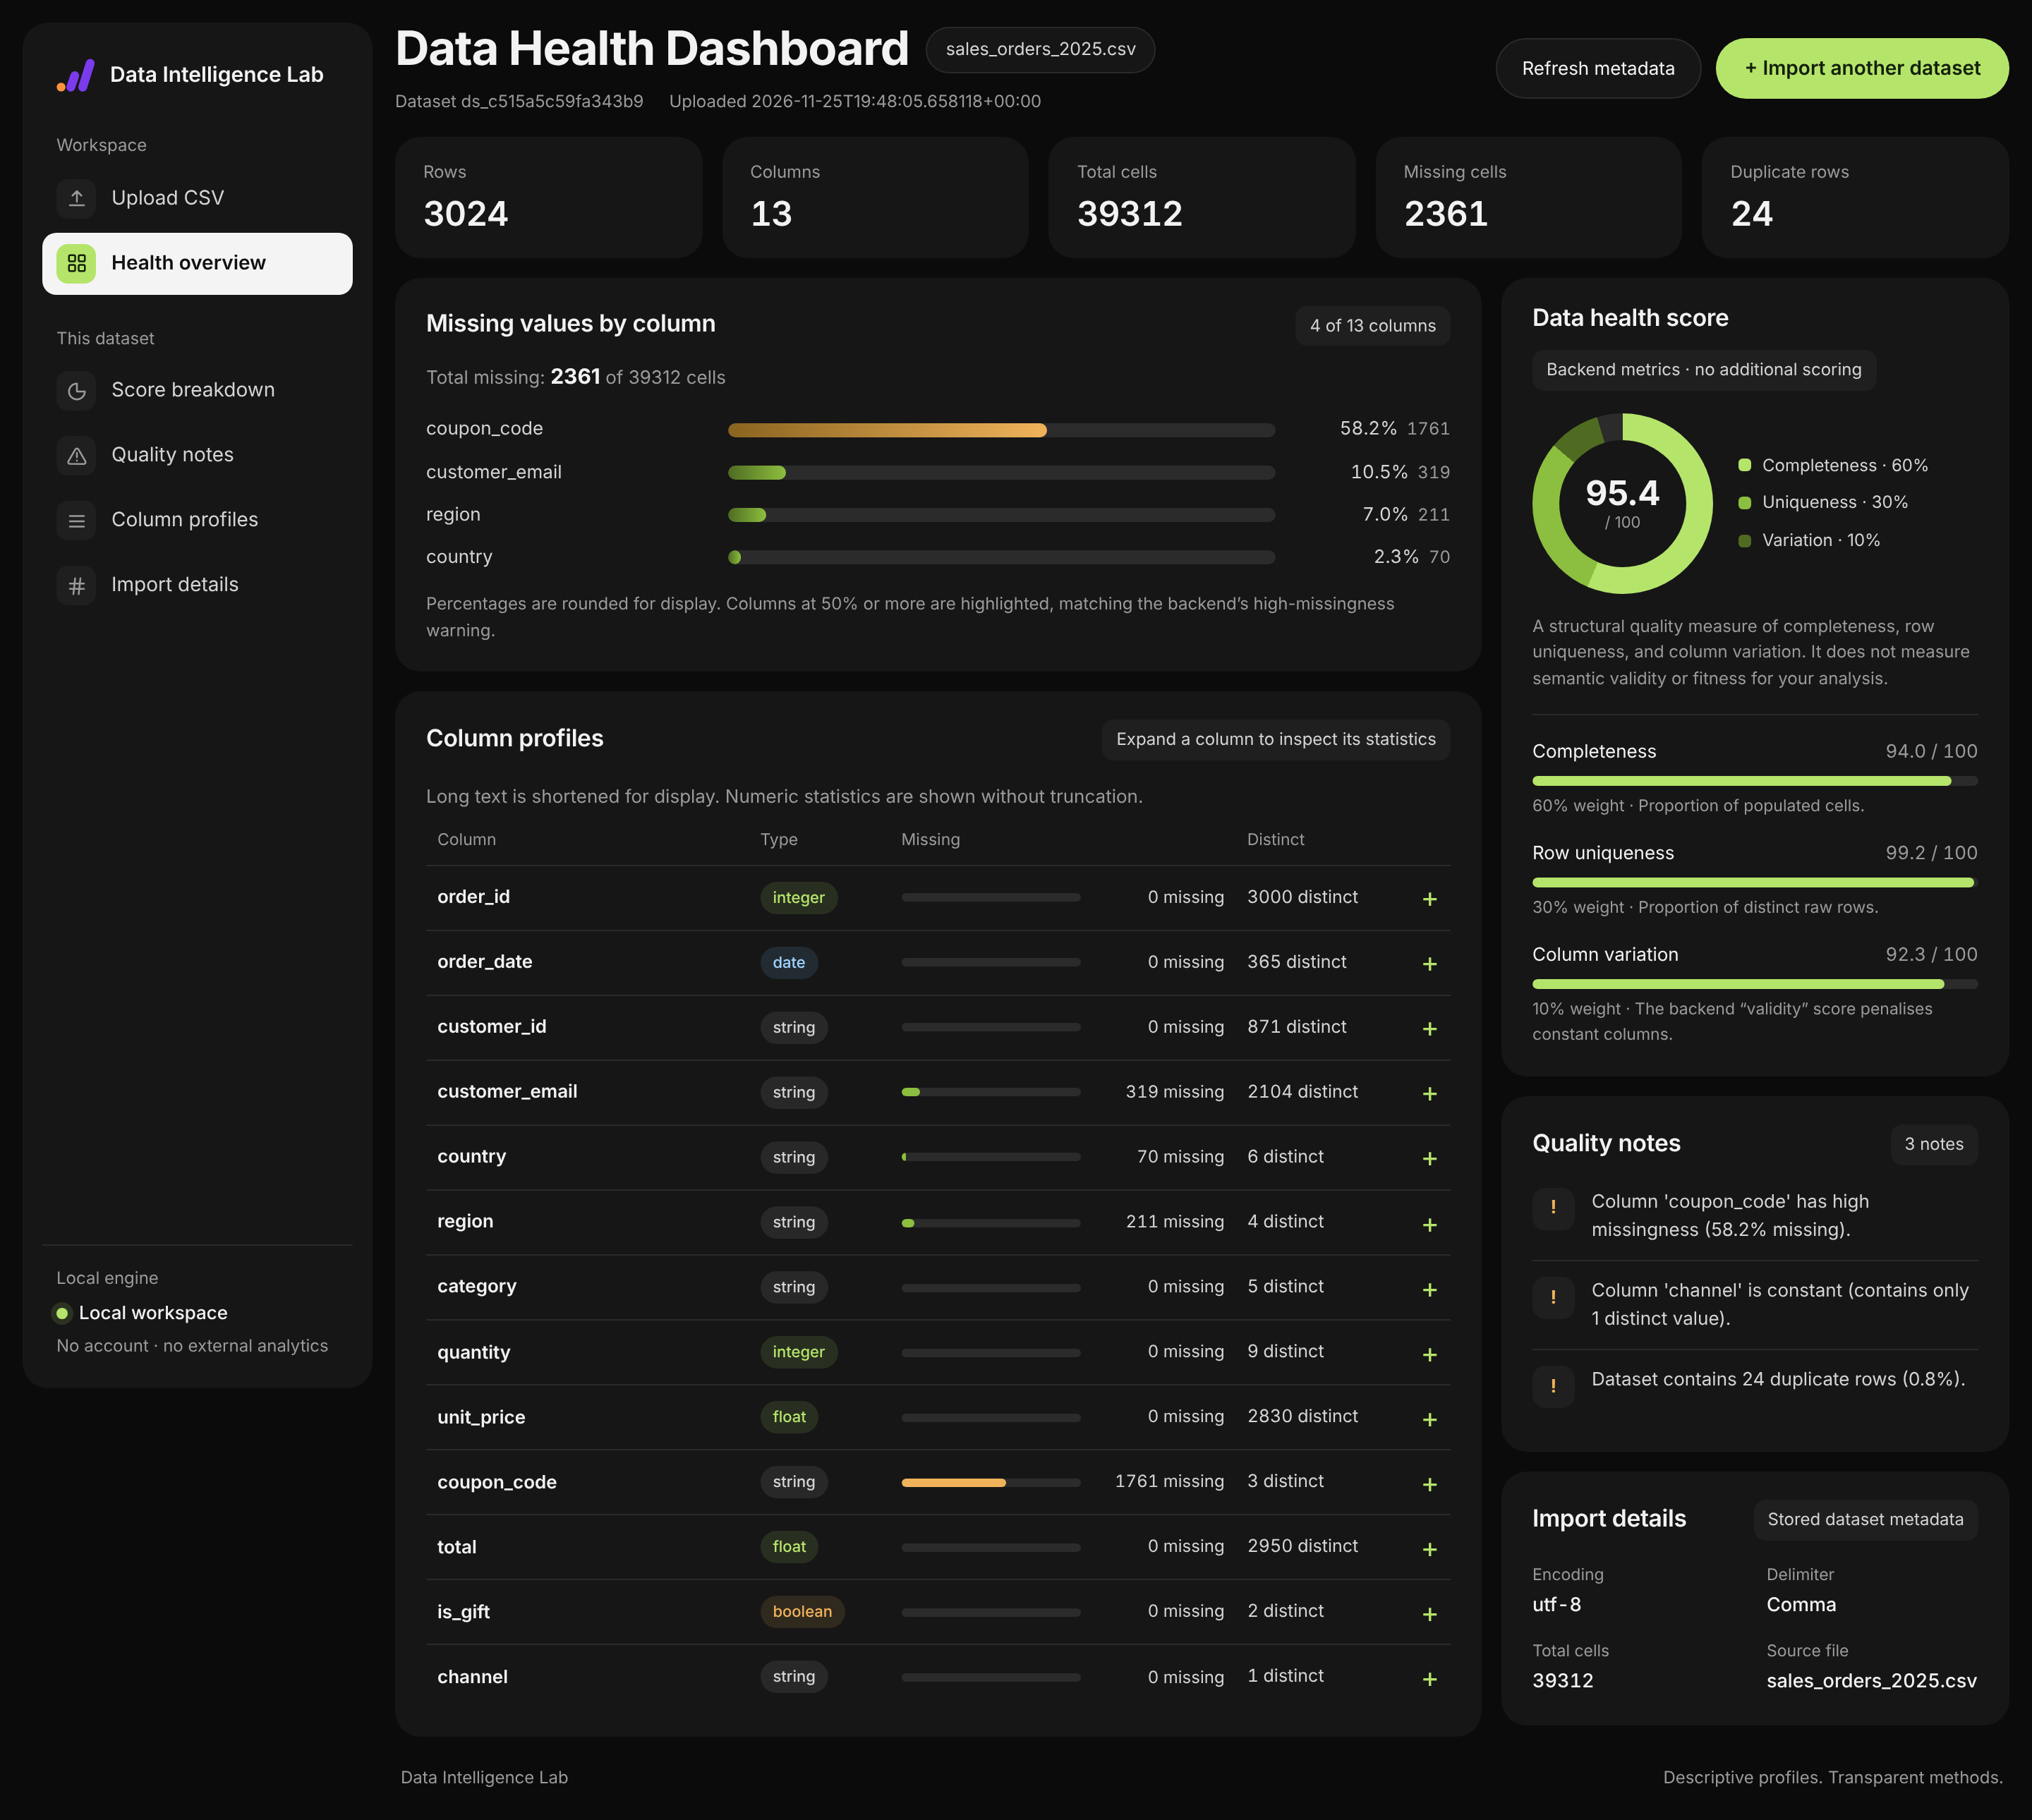 Data Intelligence Lab
Workspace
Upload CSV
Health overview
This dataset
Score breakdown
Quality notes
Column profiles
Import details
Local engine
Local workspace
No account · no external analytics
Data Health Dashboard
sales_orders_2025.csv
Dataset ds_c515a5c59fa343b9 Uploaded 2026-11-25T19:48:05.658118+00:00
Refresh metadata
+ Import another dataset
Rows
3024
Columns
13
Total cells
39312
Missing cells
2361
Duplicate rows
24
Missing values by column
4 of 13 columns
Total missing: 2361 of 39312 cells
coupon_code 58.2% 1761
customer_email 10.5% 319
region 7.0% 211
country 2.3% 70
Percentages are rounded for display. Columns at 50% or more are highlighted, matching the backend’s high-missingness
warning.
Column profiles
Expand a column to inspect its statistics
Long text is shortened for display. Numeric statistics are shown without truncation.
Column Type Missing Distinct
order_id integer 0 missing 3000 distinct +
order_date date 0 missing 365 distinct +
customer_id string 0 missing 871 distinct +
customer_email string 319 missing 2104 distinct +
country string 70 missing 6 distinct +
region string 211 missing 4 distinct +
category string 0 missing 5 distinct +
quantity integer 0 missing 9 distinct +
unit_price float 0 missing 2830 distinct +
coupon_code string 1761 missing 3 distinct +
total float 0 missing 2950 distinct +
is_gift boolean 0 missing 2 distinct +
channel string 0 missing 1 distinct +
Data health score
Backend metrics · no additional scoring
95.4
/ 100
Completeness · 60%
Uniqueness · 30%
Variation · 10%
A structural quality measure of completeness, row
uniqueness, and column variation. It does not measure
semantic validity or fitness for your analysis.
Completeness 94.0 / 100
60% weight · Proportion of populated cells.
Row uniqueness 99.2 / 100
30% weight · Proportion of distinct raw rows.
Column variation 92.3 / 100
10% weight · The backend “validity” score penalises
constant columns.
Quality notes
3 notes
! Column 'coupon_code' has high
missingness (58.2% missing).
! Column 'channel' is constant (contains only
1 distinct value).
! Dataset contains 24 duplicate rows (0.8%).
Import details
Stored dataset metadata
Encoding Delimiter
utf-8 Comma
Total cells Source file
39312 sales_orders_2025.csv
Data Intelligence Lab
Descriptive profiles. Transparent methods.